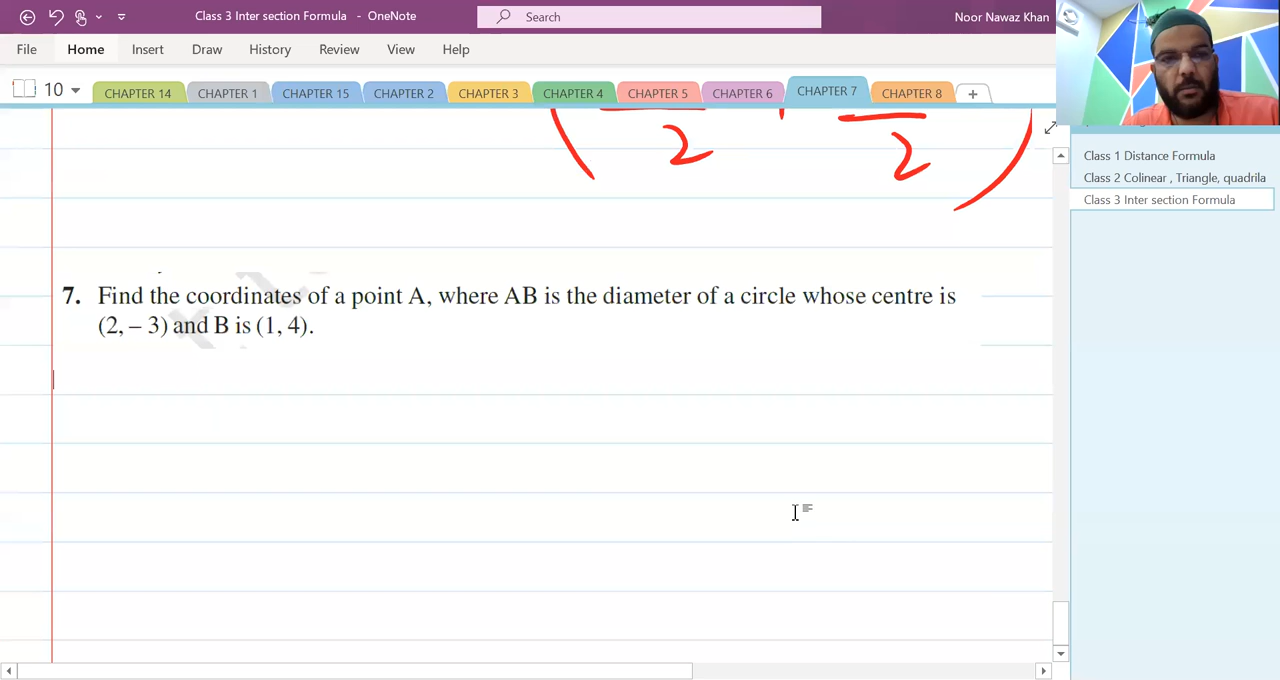 Class 3 Inter section Formula - OneNote
Search
Noor Nawaz Khan
File Home Insert Draw History Review View Help
10 CHAPTER 14 CHAPTER 1 CHAPTER 15 CHAPTER 2 CHAPTER 3 CHAPTER 4 CHAPTER 5 CHAPTER 6 CHAPTER 7 CHAPTER 8 +
Class 1 Distance Formula
Class 2 Colinear , Triangle, quadrila
Class 3 Inter section Formula
( 2 , 2 )
7. Find the coordinates of a point A, where AB is the diameter of a circle whose centre is
(2, – 3) and B is (1, 4).